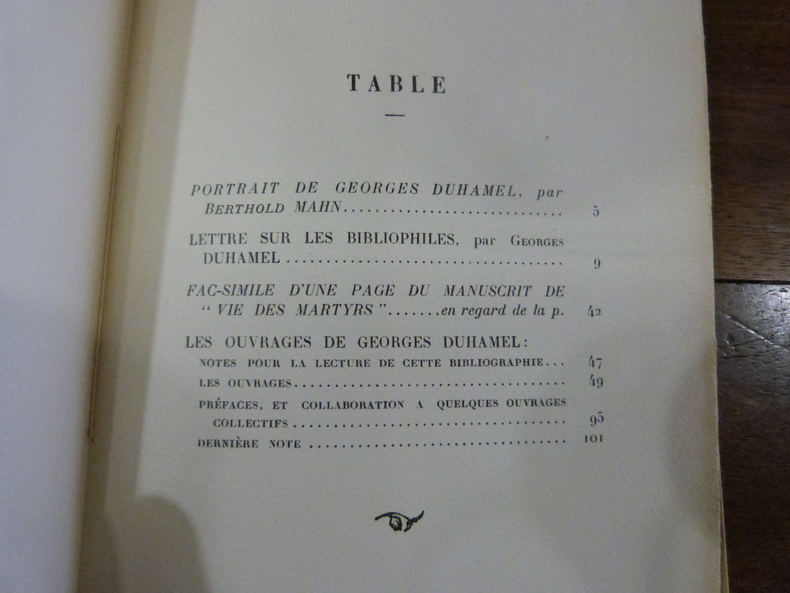 TABLE
PORTRAIT DE GEORGES DUHAMEL, par
BERTHOLD MAHN............................ 5
LETTRE SUR LES BIBLIOPHILES, par GEORGES
DUHAMEL ................................... 9
FAC-SIMILE D'UNE PAGE DU MANUSCRIT DE
“ VIE DES MARTYRS ”.......en regard de la p. 42
LES OUVRAGES DE GEORGES DUHAMEL :
NOTES POUR LA LECTURE DE CETTE BIBLIOGRAPHIE... 47
LES OUVRAGES................................... 49
PRÉFACES, ET COLLABORATION A QUELQUES OUVRAGES
COLLECTIFS ................................... 95
DERNIÈRE NOTE ................................. 101